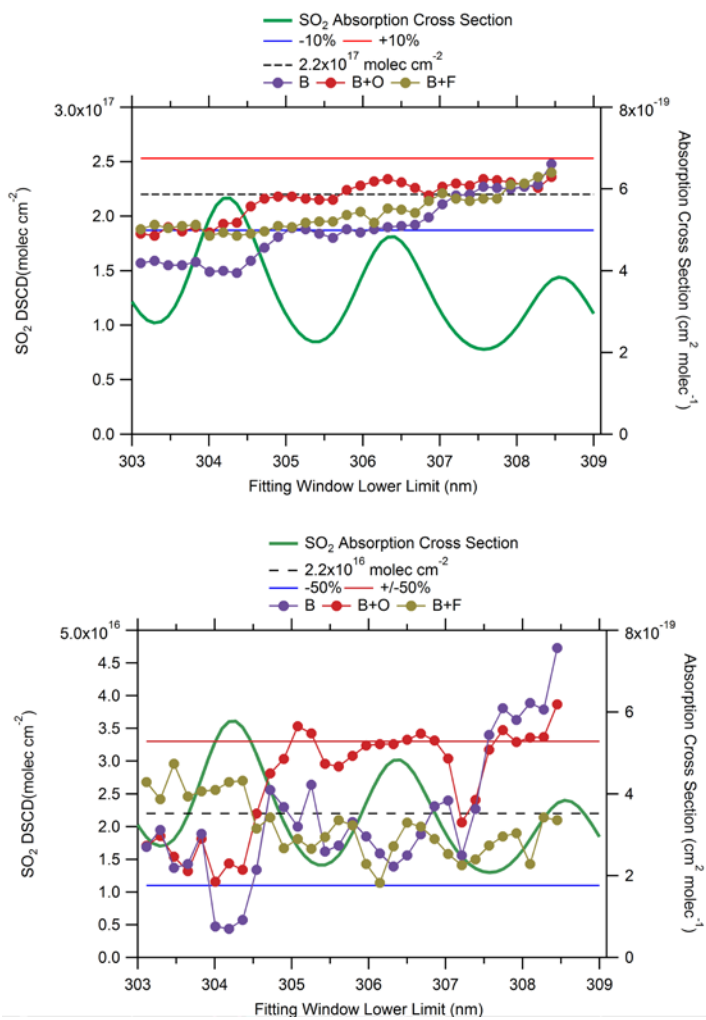 SO2 Absorption Cross Section
-10% +10%
2.2x10^17 molec cm^-2
B B+O B+F
3.0x10^17
2.5
2.0
1.5
1.0
0.5
0.0
SO2 DSCD(molec cm^-2)
8x10^-19
6
4
2
0
Absorption Cross Section (cm^2 molec^-1)
303 304 305 306 307 308 309
Fitting Window Lower Limit (nm)
SO2 Absorption Cross Section
2.2x10^16 molec cm^-2
-50% +/-50%
B B+O B+F
5.0x10^16
4.5
4.0
3.5
3.0
2.5
2.0
1.5
1.0
0.5
0.0
SO2 DSCD(molec cm^-2)
8x10^-19
6
4
2
0
Absorption Cross Section (cm^2 molec^-1)
303 304 305 306 307 308 309
Fitting Window Lower Limit (nm)